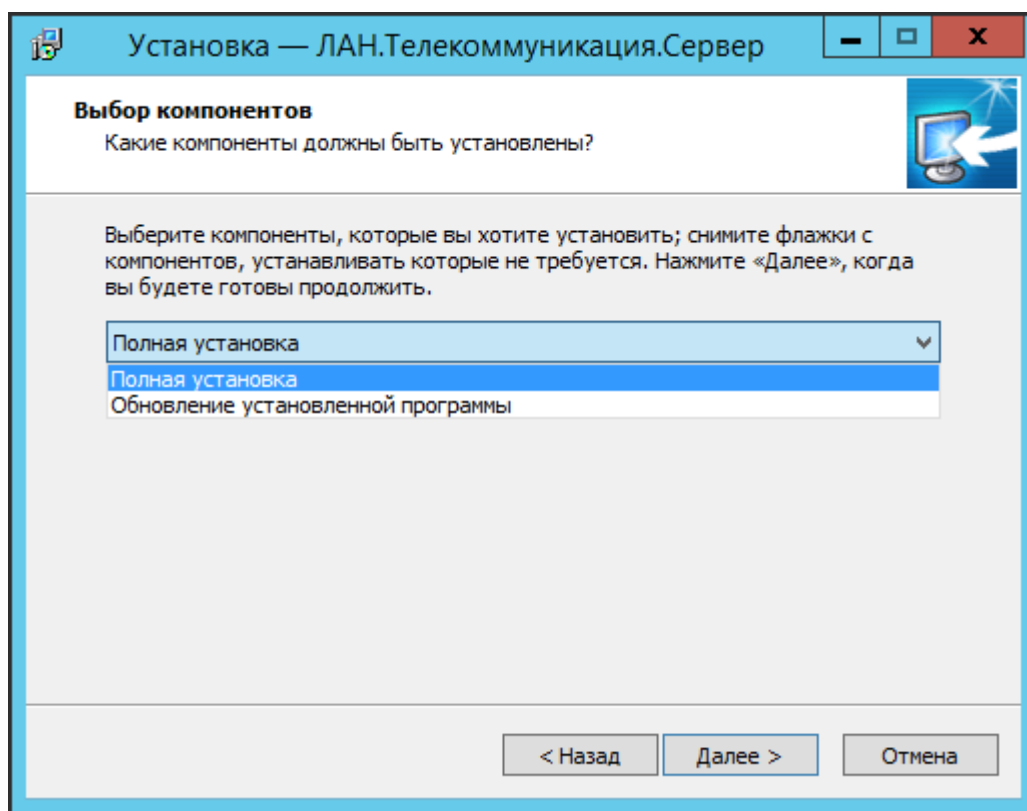 Установка — ЛАН.Телекоммуникация.Сервер
Выбор компонентов
Какие компоненты должны быть установлены?
Выберите компоненты, которые вы хотите установить; снимите флажки с
компонентов, устанавливать которые не требуется. Нажмите «Далее», когда
вы будете готовы продолжить.
Полная установка
Полная установка
Обновление установленной программы
< Назад
Далее >
Отмена